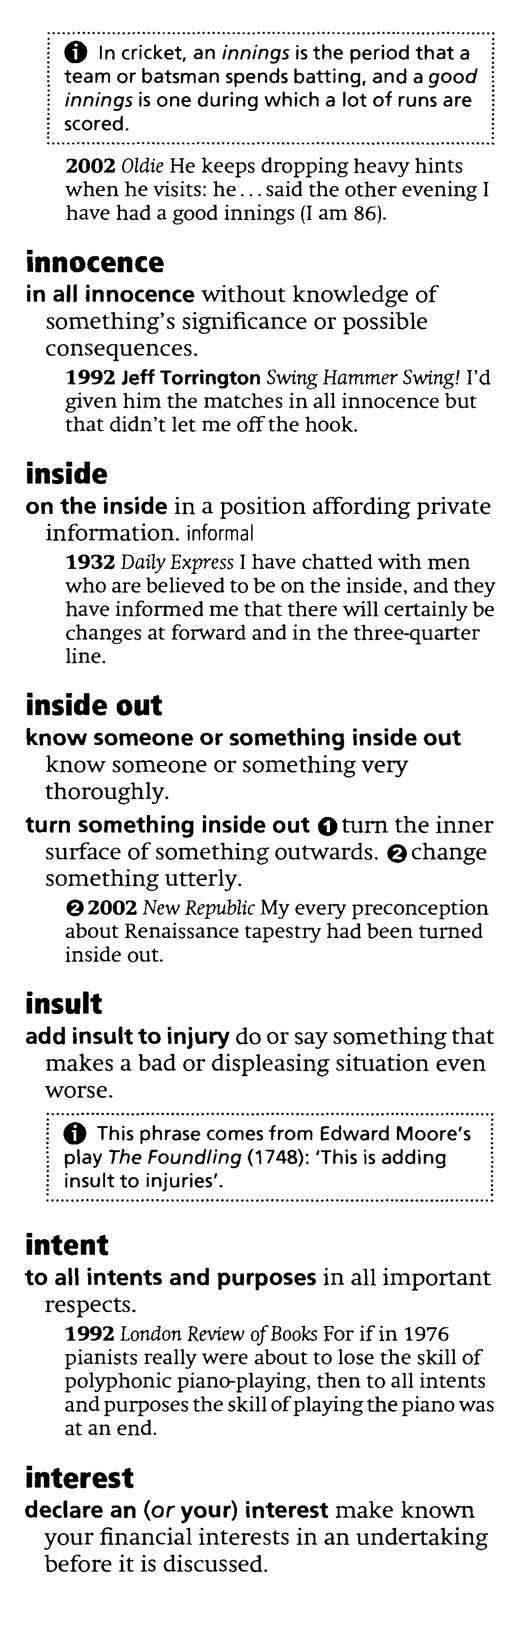 ℹ In cricket, an innings is the period that a
team or batsman spends batting, and a good
innings is one during which a lot of runs are
scored.
2002 Oldie He keeps dropping heavy hints
when he visits: he . . . said the other evening I
have had a good innings (I am 86).
innocence
in all innocence without knowledge of
something's significance or possible
consequences.
1992 Jeff Torrington Swing Hammer Swing! I'd
given him the matches in all innocence but
that didn't let me off the hook.
inside
on the inside in a position affording private
information. informal
1932 Daily Express I have chatted with men
who are believed to be on the inside, and they
have informed me that there will certainly be
changes at forward and in the three-quarter
line.
inside out
know someone or something inside out
know someone or something very
thoroughly.
turn something inside out ❶ turn the inner
surface of something outwards. ❷ change
something utterly.
❷ 2002 New Republic My every preconception
about Renaissance tapestry had been turned
inside out.
insult
add insult to injury do or say something that
makes a bad or displeasing situation even
worse.
ℹ This phrase comes from Edward Moore's
play The Foundling (1748): 'This is adding
insult to injuries'.
intent
to all intents and purposes in all important
respects.
1992 London Review of Books For if in 1976
pianists really were about to lose the skill of
polyphonic piano-playing, then to all intents
and purposes the skill of playing the piano was
at an end.
interest
declare an (or your) interest make known
your financial interests in an undertaking
before it is discussed.